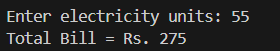 Enter electricity units: 55
Total Bill = Rs. 275